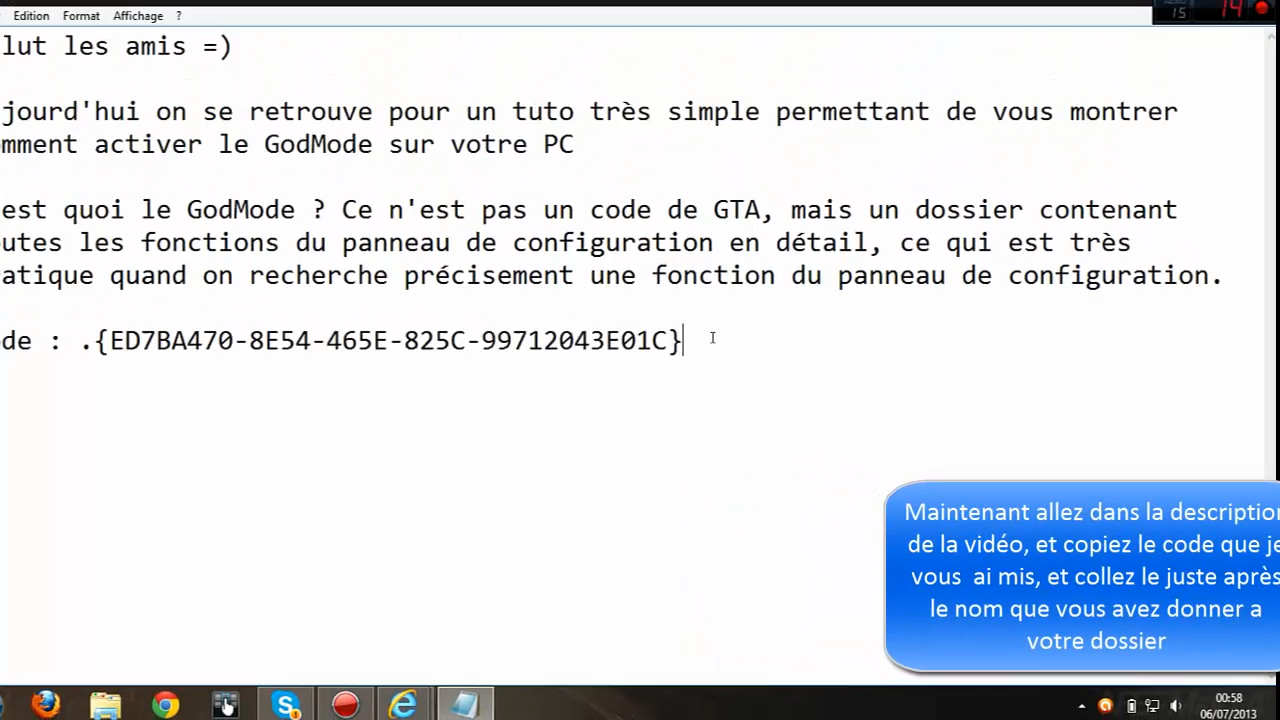 Edition Format Affichage ?
15 14
lut les amis =)
jourd'hui on se retrouve pour un tuto très simple permettant de vous montrer
mment activer le GodMode sur votre PC
est quoi le GodMode ? Ce n'est pas un code de GTA, mais un dossier contenant
utes les fonctions du panneau de configuration en détail, ce qui est très
atique quand on recherche précisement une fonction du panneau de configuration.
de : .{ED7BA470-8E54-465E-825C-99712043E01C}
Maintenant allez dans la description
de la vidéo, et copiez le code que je
vous ai mis, et collez le juste après
le nom que vous avez donner a
votre dossier
00:58
06/07/2013